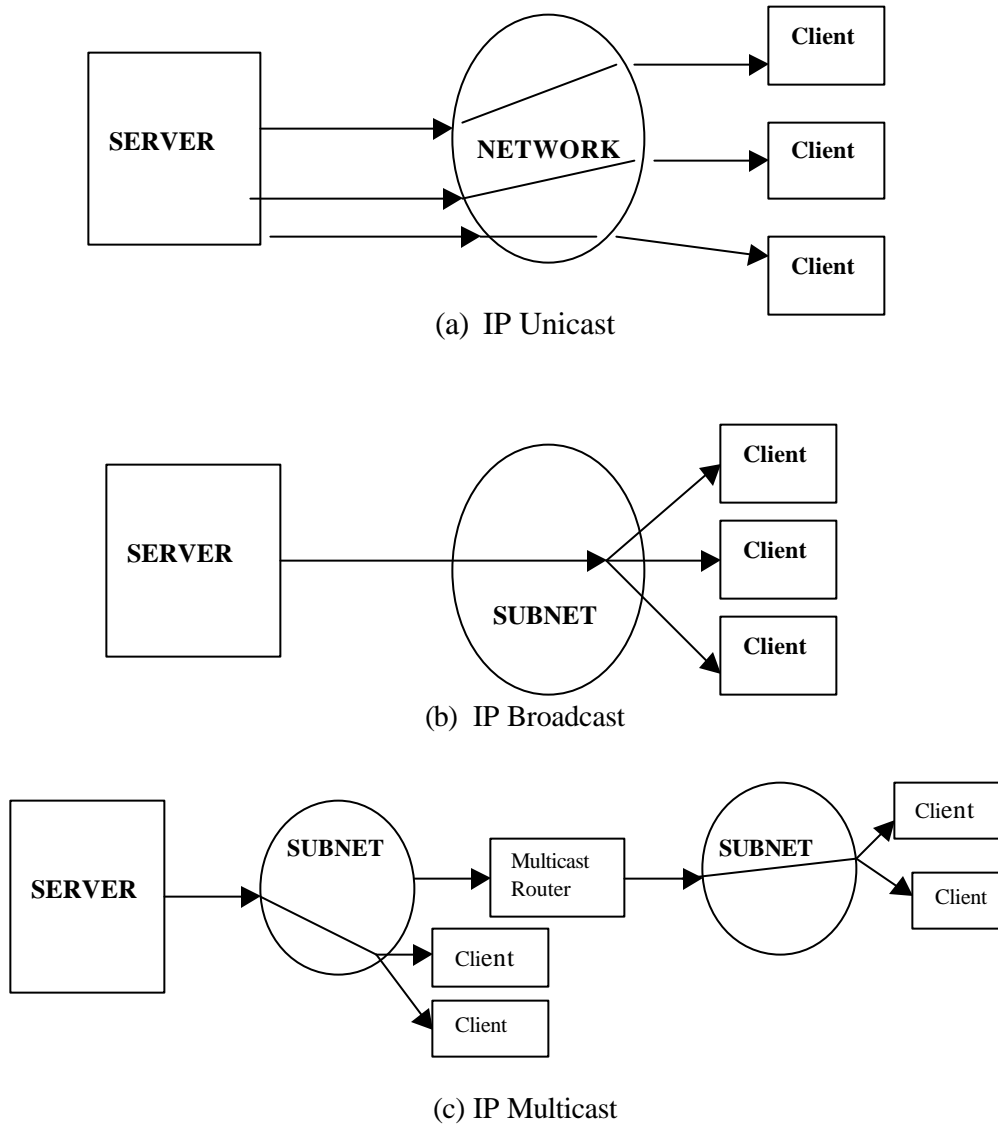 Client
SERVER
NETWORK
Client
Client
(a) IP Unicast
Client
SERVER
Client
SUBNET
Client
(b) IP Broadcast
Client
SUBNET
SUBNET
Multicast
Router
SERVER
Client
Client
Client
(c) IP Multicast